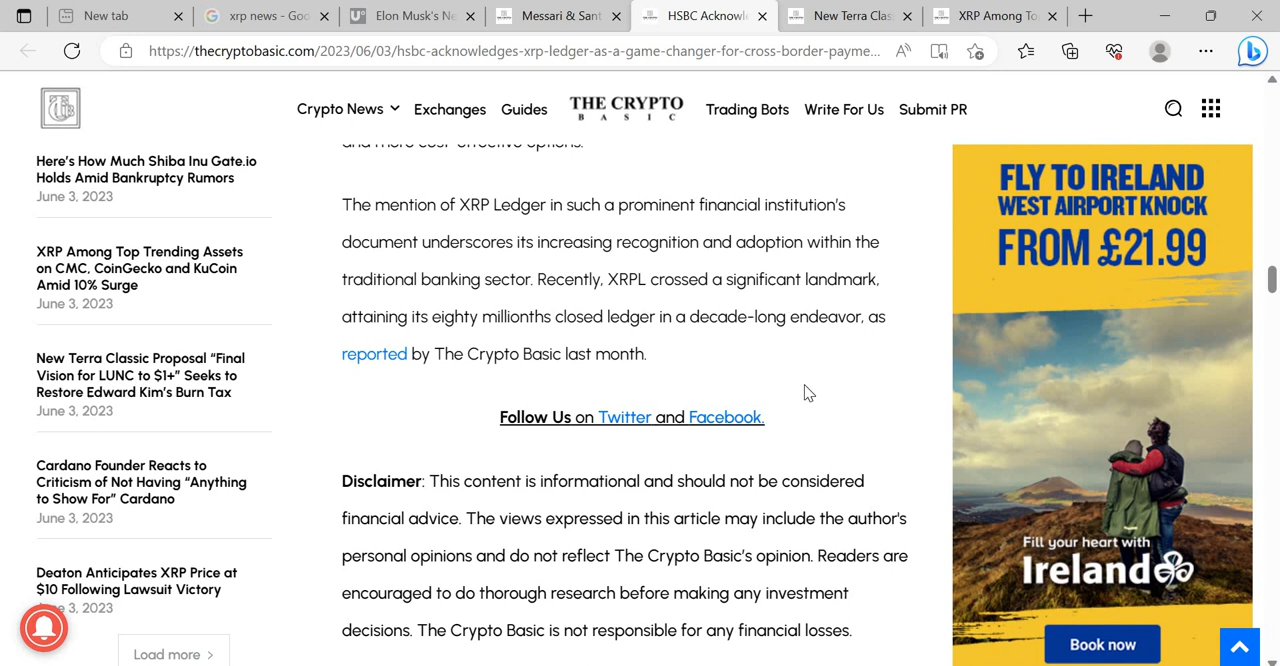 New tab
xrp news - Goo
Elon Musk's Ne
Messari & Sant
HSBC Acknowle
New Terra Clas
XRP Among To
https://thecryptobasic.com/2023/06/03/hsbc-acknowledges-xrp-ledger-as-a-game-changer-for-cross-border-payme...
Crypto News
Exchanges
Guides
THE CRYPTO
BASIC
Trading Bots
Write For Us
Submit PR
Here's How Much Shiba Inu Gate.io
Holds Amid Bankruptcy Rumors
June 3, 2023
XRP Among Top Trending Assets
on CMC, CoinGecko and KuCoin
Amid 10% Surge
June 3, 2023
New Terra Classic Proposal “Final
Vision for LUNC to $1+” Seeks to
Restore Edward Kim's Burn Tax
June 3, 2023
Cardano Founder Reacts to
Criticism of Not Having “Anything
to Show For” Cardano
June 3, 2023
Deaton Anticipates XRP Price at
$10 Following Lawsuit Victory
e 3, 2023
Load more >
and more cost-effective options.
The mention of XRP Ledger in such a prominent financial institution's
document underscores its increasing recognition and adoption within the
traditional banking sector. Recently, XRPL crossed a significant landmark,
attaining its eighty millionths closed ledger in a decade-long endeavor, as
reported by The Crypto Basic last month.
Follow Us on Twitter and Facebook.
Disclaimer: This content is informational and should not be considered
financial advice. The views expressed in this article may include the author's
personal opinions and do not reflect The Crypto Basic's opinion. Readers are
encouraged to do thorough research before making any investment
decisions. The Crypto Basic is not responsible for any financial losses.
FLY TO IRELAND
WEST AIRPORT KNOCK
FROM £21.99
Fill your heart with
Ireland
Book now